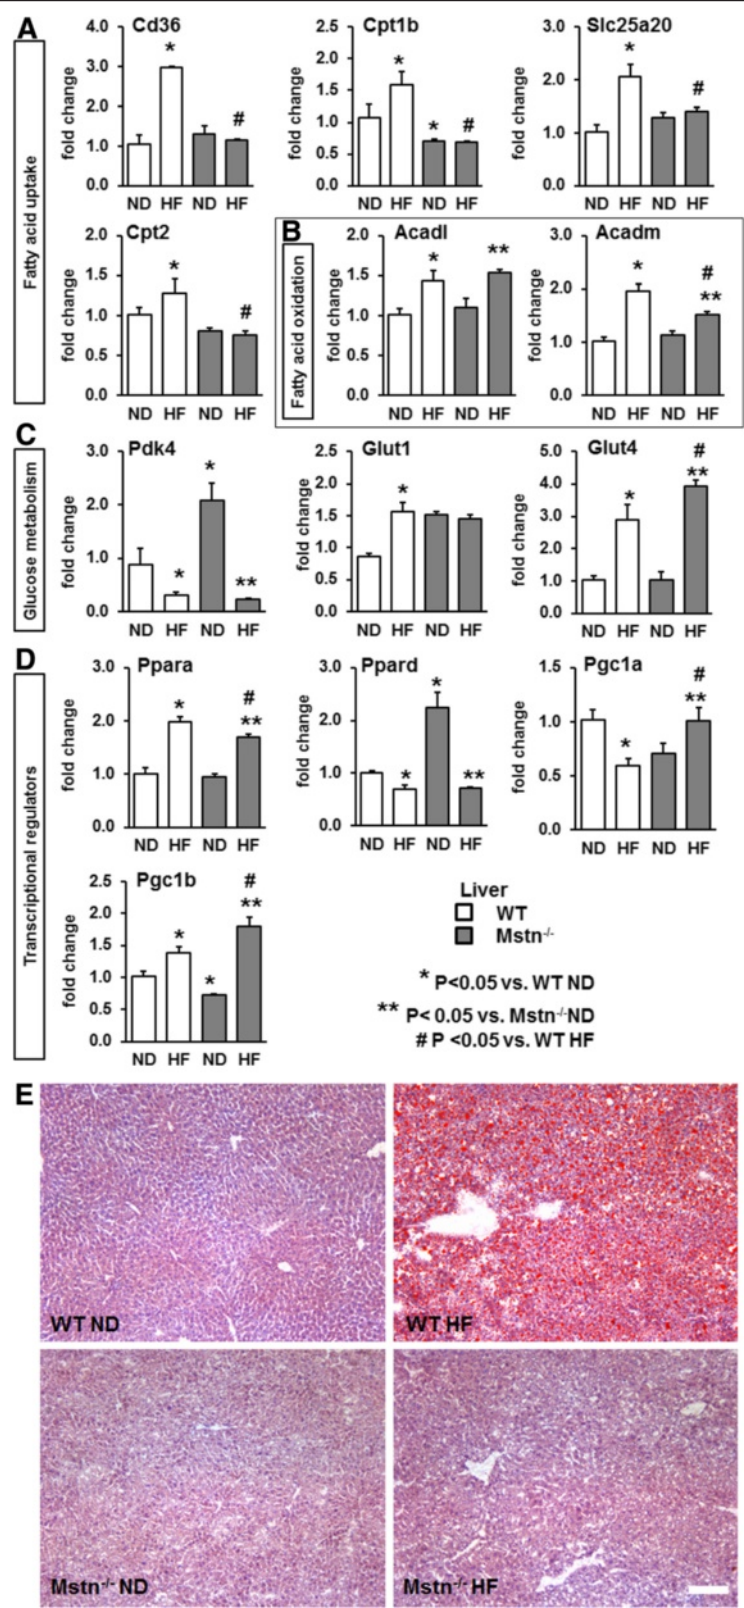 A
Fatty acid uptake
Cd36
fold change
4.0
3.0
2.0
1.0
0.0
*
#
ND HF ND HF
Cpt1b
fold change
2.5
2.0
1.5
1.0
0.5
0.0
*
*
#
ND HF ND HF
Slc25a20
fold change
3.0
2.0
1.0
0.0
*
#
ND HF ND HF
Cpt2
fold change
2.0
1.5
1.0
0.5
0.0
*
#
ND HF ND HF
B
Fatty acid oxidation
Acadl
fold change
2.0
1.5
1.0
0.5
0.0
*
**
ND HF ND HF
Acadm
fold change
3.0
2.0
1.0
0.0
*
#
**
ND HF ND HF
C
Glucose metabolism
Pdk4
fold change
3.0
2.0
1.0
0.0
*
*
**
ND HF ND HF
Glut1
fold change
2.5
2.0
1.5
1.0
0.5
0.0
*
ND HF ND HF
Glut4
fold change
5.0
4.0
3.0
2.0
1.0
0.0
*
#
**
ND HF ND HF
D
Transcriptional regulators
Ppara
fold change
3.0
2.0
1.0
0.0
*
#
**
ND HF ND HF
Ppard
fold change
3.0
2.0
1.0
0.0
*
*
**
ND HF ND HF
Pgc1a
fold change
1.5
1.0
0.5
0.0
*
#
**
ND HF ND HF
Pgc1b
fold change
2.5
2.0
1.5
1.0
0.5
0.0
*
*
#
**
ND HF ND HF
Liver
WT
Mstn-/-
* P<0.05 vs. WT ND
** P< 0.05 vs. Mstn-/-ND
# P <0.05 vs. WT HF
E
WT ND
WT HF
Mstn-/- ND
Mstn-/- HF